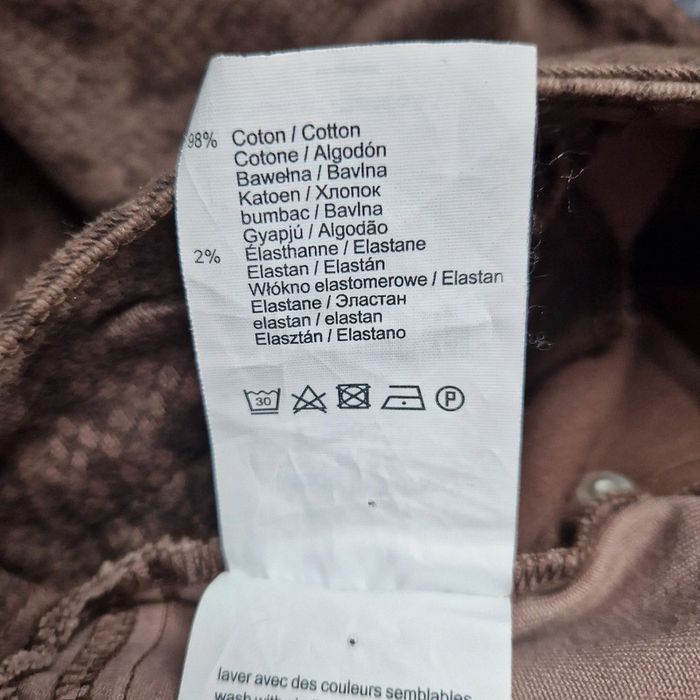 98% Coton / Cotton
Cotone / Algodón
Bawełna / Bavlna
Katoen / Хлопок
bumbac / Bavlna
Gyapjú / Algodão
2% Élasthanne / Elastane
Elastan / Elastán
Włókno elastomerowe / Elastan
Elastane / Эластан
elastan / elastan
Elasztán / Elastano
30 P
laver avec des couleurs semblables